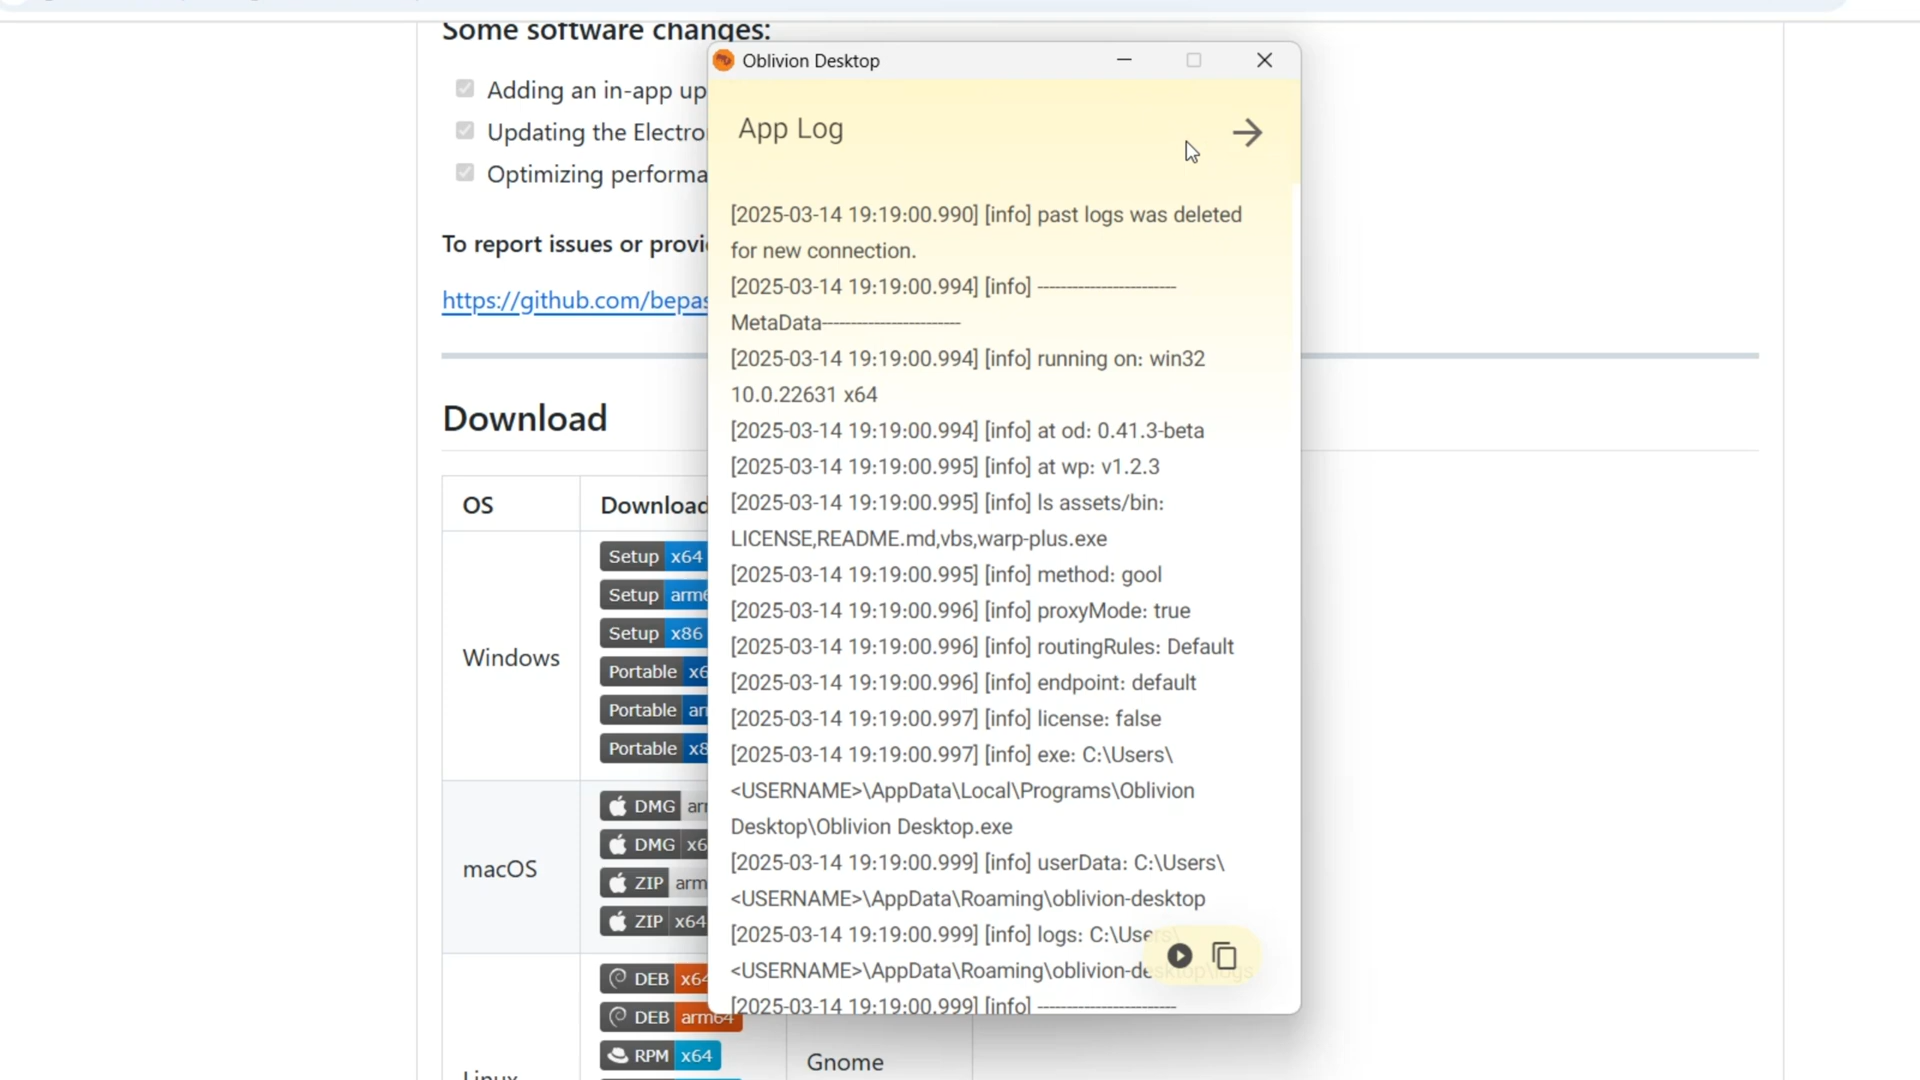 Some software changes:
Adding an in-app up
Updating the Electro
Optimizing performa
To report issues or provi
https://github.com/bepas
Download
OS
Download
Windows
Setup x64
Setup arm6
Setup x86
Portable x6
Portable
Portable x8
macOS
DMG
DMG x6
ZIP arm
ZIP x64
DEB x64
DEB arm64
RPM x64
Linux
Gnome
Oblivion Desktop
App Log
[2025-03-14 19:19:00.990] [info] past logs was deleted
for new connection.
[2025-03-14 19:19:00.994] [info] ------------------------
MetaData------------------------
[2025-03-14 19:19:00.994] [info] running on: win32
10.0.22631 x64
[2025-03-14 19:19:00.994] [info] at od: 0.41.3-beta
[2025-03-14 19:19:00.995] [info] at wp: v1.2.3
[2025-03-14 19:19:00.995] [info] ls assets/bin:
LICENSE,README.md,vbs,warp-plus.exe
[2025-03-14 19:19:00.995] [info] method: gool
[2025-03-14 19:19:00.996] [info] proxyMode: true
[2025-03-14 19:19:00.996] [info] routingRules: Default
[2025-03-14 19:19:00.996] [info] endpoint: default
[2025-03-14 19:19:00.997] [info] license: false
[2025-03-14 19:19:00.997] [info] exe: C:\Users\
<USERNAME>\AppData\Local\Programs\Oblivion
Desktop\Oblivion Desktop.exe
[2025-03-14 19:19:00.999] [info] userData: C:\Users\
<USERNAME>\AppData\Roaming\oblivion-desktop
[2025-03-14 19:19:00.999] [info] logs: C:\Users\
<USERNAME>\AppData\Roaming\oblivion-desktop\logs
[2025-03-14 19:19:00.999] [info] ------------------------